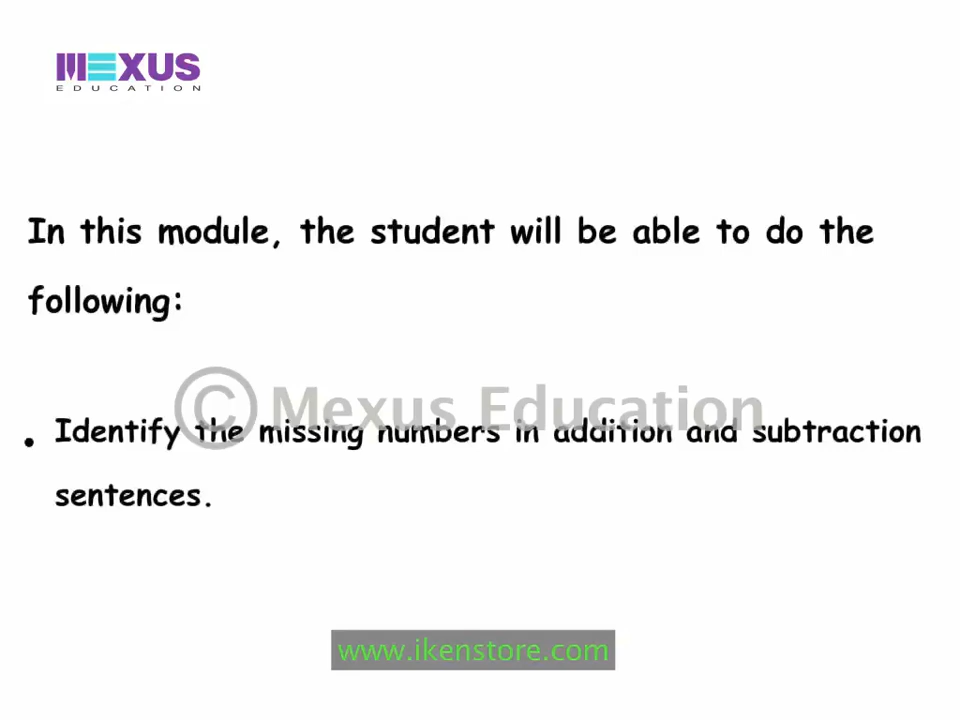 MEXUS
EDUCATION
In this module, the student will be able to do the
following:
© Mexus Education
• Identify the missing numbers in addition and subtraction
sentences.
www.ikenstore.com